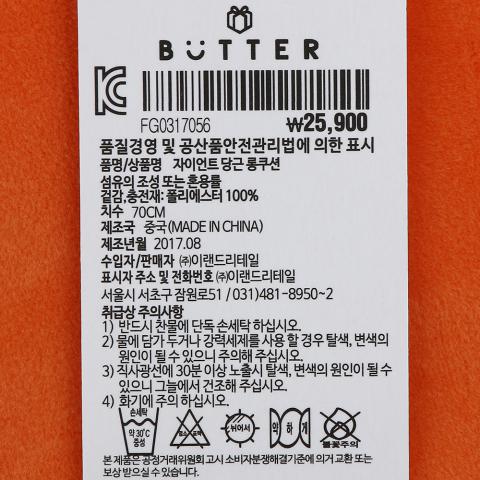 BÜTTER
FG0317056 ₩25,900
품질경영 및 공산품안전관리법에 의한 표시
품명/상품명 자이언트 당근 롱쿠션
섬유의 조성 또는 혼용률
겉감,충전재: 폴리에스터 100%
치수 70CM
제조국 중국(MADE IN CHINA)
제조년월 2017.08
수입자/판매자 ㈜이랜드리테일
표시자 주소 및 전화번호 ㈜이랜드리테일
서울시 서초구 잠원로51 / 031)481-8950~2
취급상 주의사항
1) 반드시 찬물에 단독 손세탁 하십시오.
2) 물에 담가 두거나 강력세제를 사용 할 경우 탈색, 변색의
원인이 될 수 있으니 주의해 주십시오.
3) 직사광선에 30분 이상 노출시 탈색, 변색의 원인이 될 수
있으니 그늘에서 건조해 주십시오.
4) 화기에 주의 하십시오.
손세탁
약 30°C
중성
뉘어서
약하게
불꽃주의
본 제품은 공정거래위원회 고시 소비자분쟁해결기준에 의거 교환 또는
보상 받으실 수 있습니다.